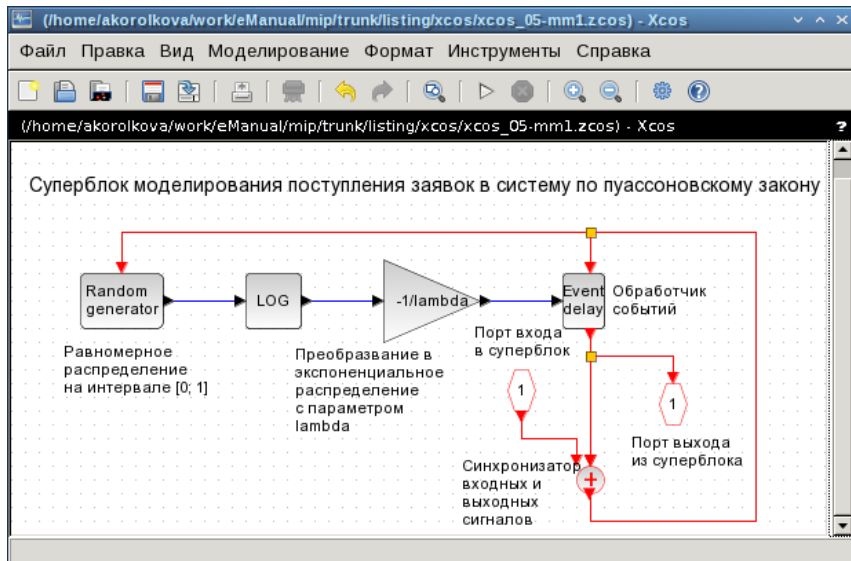 (/home/akorolkova/work/eManual/mip/trunk/listing/xcos/xcos_05-mm1.zcos) - Xcos
Файл Правка Вид Моделирование Формат Инструменты Справка
(/home/akorolkova/work/eManual/mip/trunk/listing/xcos/xcos_05-mm1.zcos) - Xcos ?
Суперблок моделирования поступления заявок в систему по пуассоновскому закону
Random
generator
LOG
-1/lambda
Event
delay
Обработчик
событий
Равномерное
распределение
на интервале [0; 1]
Преобразвание в
экспоненциальное
распределение
с параметром
lambda
Порт входа
в суперблок
1
1
Порт выхода
из суперблока
Синхронизатор
входных и
выходных
сигналов
+